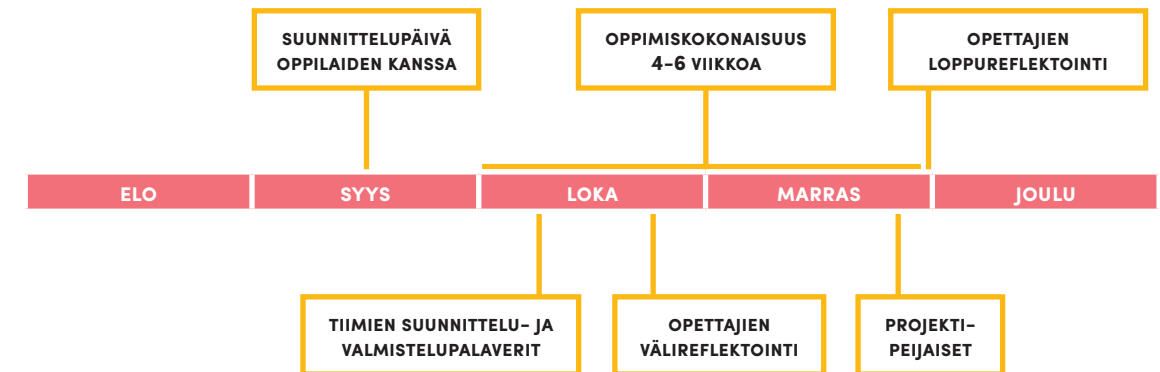 SUUNNITTELUPÄIVÄ
OPPILAIDEN KANSSA
OPPIMISKOKONAISUUS
4-6 VIIKKOA
OPETTAJIEN
LOPPUREFLEKTOINTI
ELO
SYYS
LOKA
MARRAS
JOULU
TIIMIEN SUUNNITTELU- JA
VALMISTELUPALAVERIT
OPETTAJIEN
VÄLIREFLEKTOINTI
PROJEKTI-
PEIJAISET